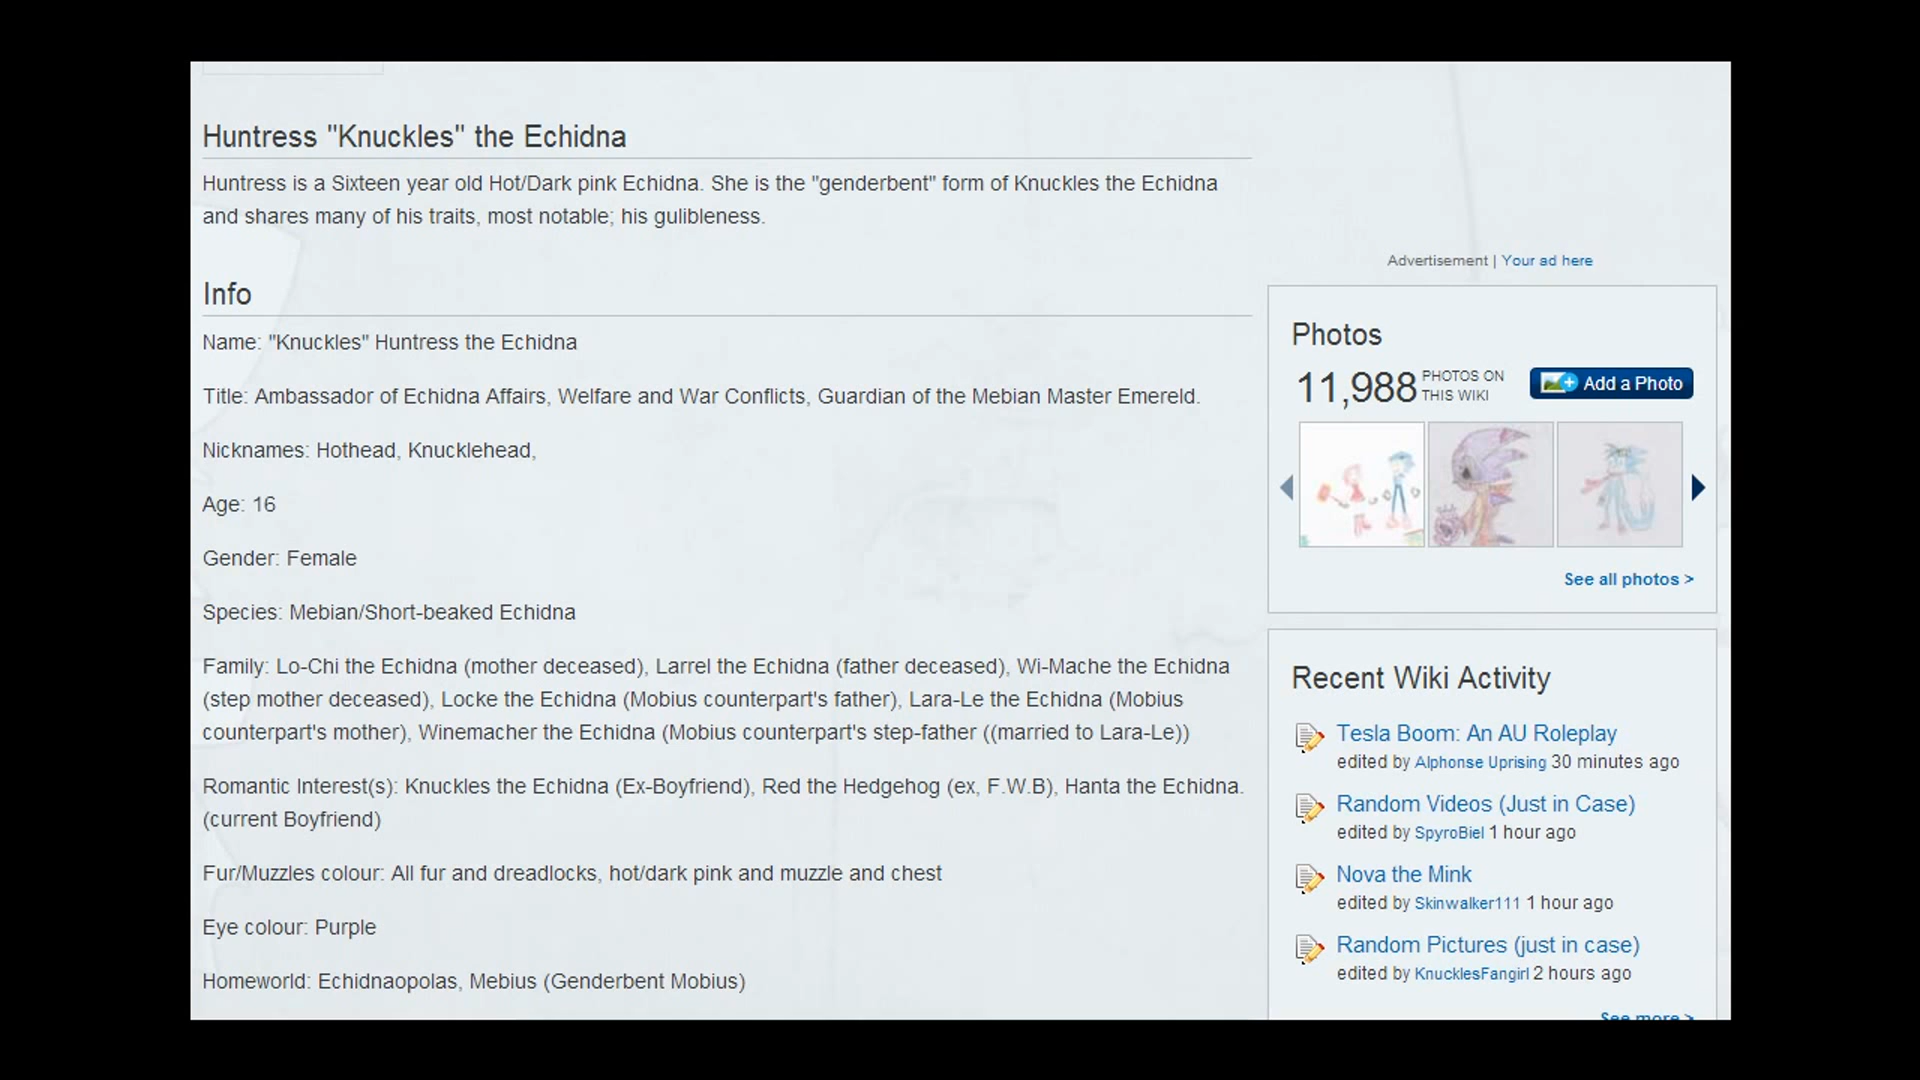 Huntress "Knuckles" the Echidna
Huntress is a Sixteen year old Hot/Dark pink Echidna. She is the "genderbent" form of Knuckles the Echidna
and shares many of his traits, most notable; his gulibleness.
Info
Name: "Knuckles" Huntress the Echidna
Title: Ambassador of Echidna Affairs, Welfare and War Conflicts, Guardian of the Mebian Master Emereld.
Nicknames: Hothead, Knucklehead,
Age: 16
Gender: Female
Species: Mebian/Short-beaked Echidna
Family: Lo-Chi the Echidna (mother deceased), Larrel the Echidna (father deceased), Wi-Mache the Echidna
(step mother deceased), Locke the Echidna (Mobius counterpart's father), Lara-Le the Echidna (Mobius
counterpart's mother), Winemacher the Echidna (Mobius counterpart's step-father ((married to Lara-Le))
Romantic Interest(s): Knuckles the Echidna (Ex-Boyfriend), Red the Hedgehog (ex, F.W.B), Hanta the Echidna.
(current Boyfriend)
Fur/Muzzles colour: All fur and dreadlocks, hot/dark pink and muzzle and chest
Eye colour: Purple
Homeworld: Echidnaopolas, Mebius (Genderbent Mobius)
Advertisement | Your ad here
Photos
11,988 PHOTOS ON
THIS WIKI
Add a Photo
See all photos >
Recent Wiki Activity
Tesla Boom: An AU Roleplay
edited by Alphonse Uprising 30 minutes ago
Random Videos (Just in Case)
edited by SpyroBiel 1 hour ago
Nova the Mink
edited by Skinwalker111 1 hour ago
Random Pictures (just in case)
edited by KnucklesFangirl 2 hours ago
See more >